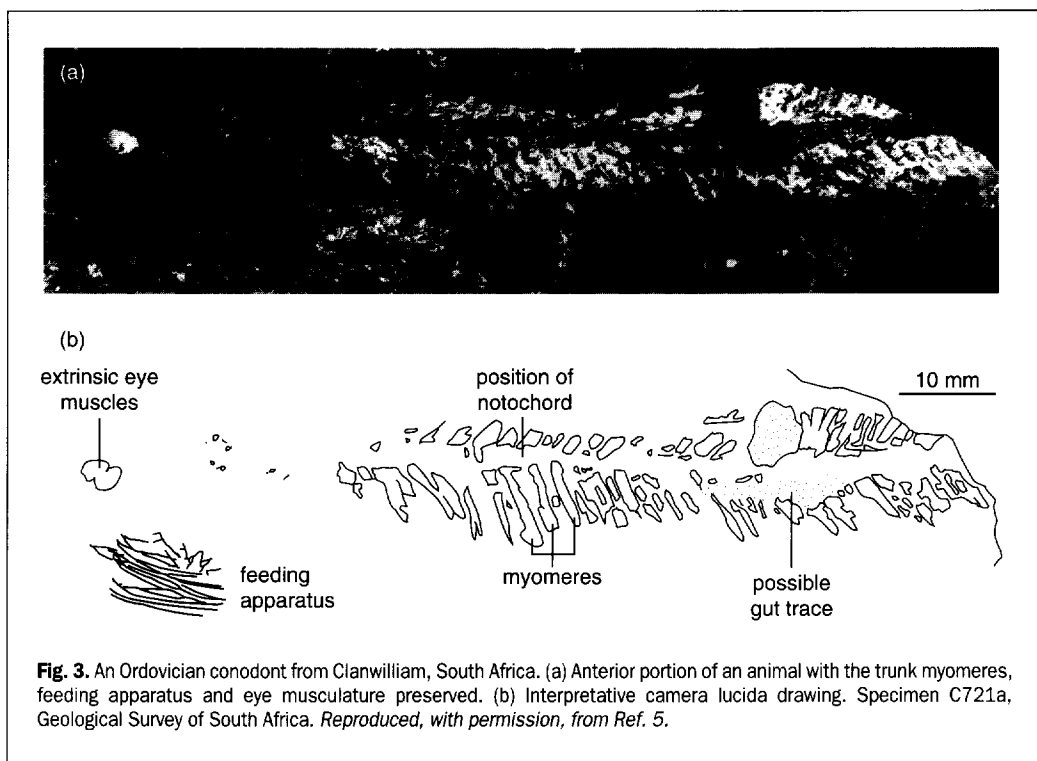 (a)
(b)
extrinsic eye
muscles
position of
notochord
10 mm
feeding
apparatus
myomeres
possible
gut trace
Fig. 3. An Ordovician conodont from Clanwilliam, South Africa. (a) Anterior portion of an animal with the trunk myomeres,
feeding apparatus and eye musculature preserved. (b) Interpretative camera lucida drawing. Specimen C721a,
Geological Survey of South Africa. Reproduced, with permission, from Ref. 5.